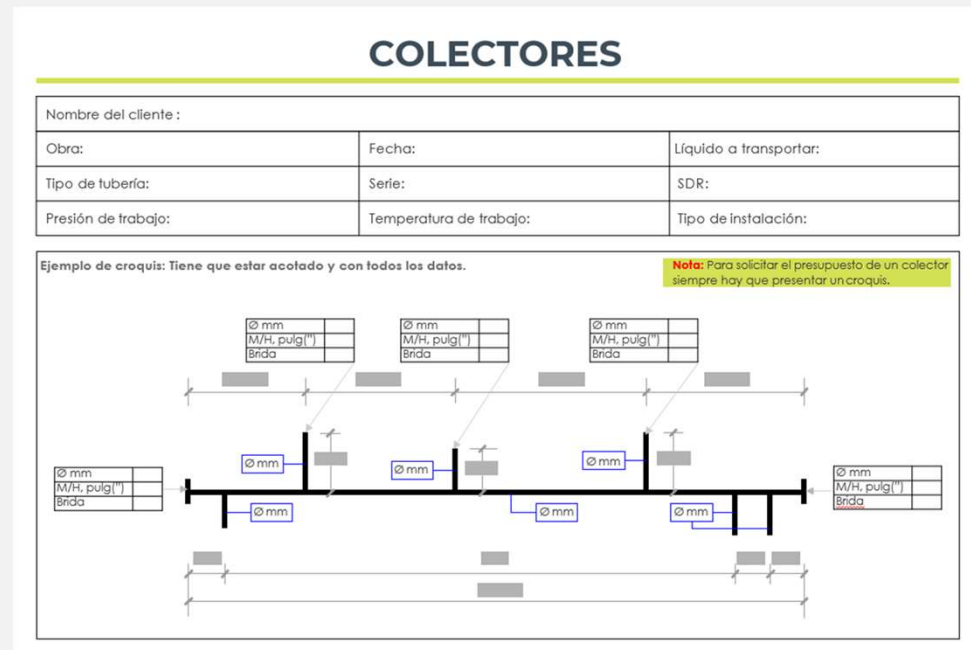 COLECTORES
Nombre del cliente :
Obra:
Fecha:
Líquido a transportar:
Tipo de tubería:
Serie:
SDR:
Presión de trabajo:
Temperatura de trabajo:
Tipo de instalación:
Ejemplo de croquis: Tiene que estar acotado y con todos los datos.
Nota: Para solicitar el presupuesto de un colector
siempre hay que presentar un croquis.
Ø mm
M/H, pulg(")
Brida
Ø mm
M/H, pulg(")
Brida
Ø mm
M/H, pulg(")
Brida
Ø mm
Ø mm
Ø mm
Ø mm
M/H, pulg(")
Brida
Ø mm
M/H, pulg(")
Brida
Ø mm
Ø mm
Ø mm